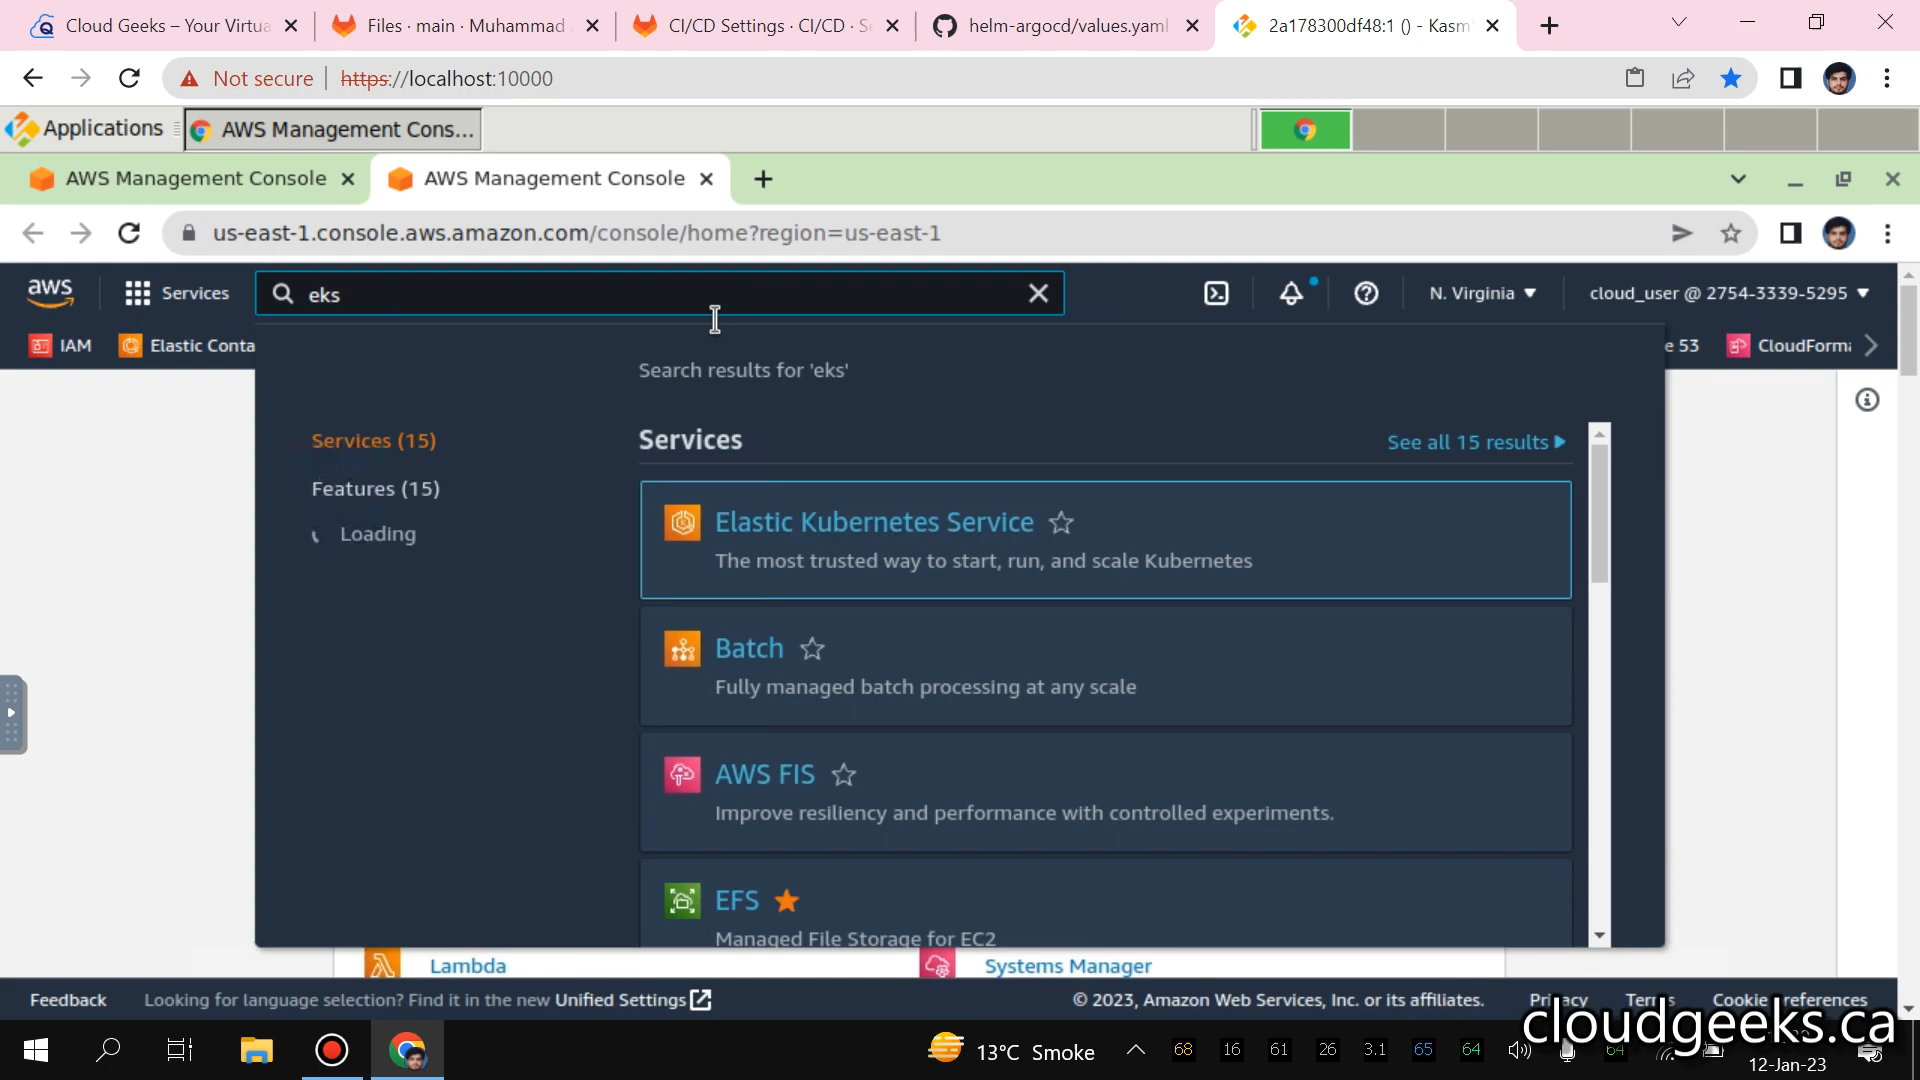 Cloud Geeks – Your Virtua
Files · main · Muhammad
CI/CD Settings · CI/CD · Se
helm-argocd/values.yaml
2a178300df48:1 () - Kasm
Not secure
https://localhost:10000
Applications
AWS Management Cons...
AWS Management Console
AWS Management Console
us-east-1.console.aws.amazon.com/console/home?region=us-east-1
aws
Services
eks
N. Virginia
cloud_user @ 2754-3339-5295
IAM
Elastic Conta
e 53
CloudForma
Search results for 'eks'
Services (15)
Features (15)
Loading
Services
See all 15 results
Elastic Kubernetes Service
The most trusted way to start, run, and scale Kubernetes
Batch
Fully managed batch processing at any scale
AWS FIS
Improve resiliency and performance with controlled experiments.
EFS
Managed File Storage for EC2
Lambda
Systems Manager
Feedback
Looking for language selection? Find it in the new Unified Settings
© 2023, Amazon Web Services, Inc. or its affiliates.
Privacy
Terms
Cookie preferences
cloudgeeks.ca
13°C Smoke
68
16
61
26
3.1
65
64
64
12-Jan-23